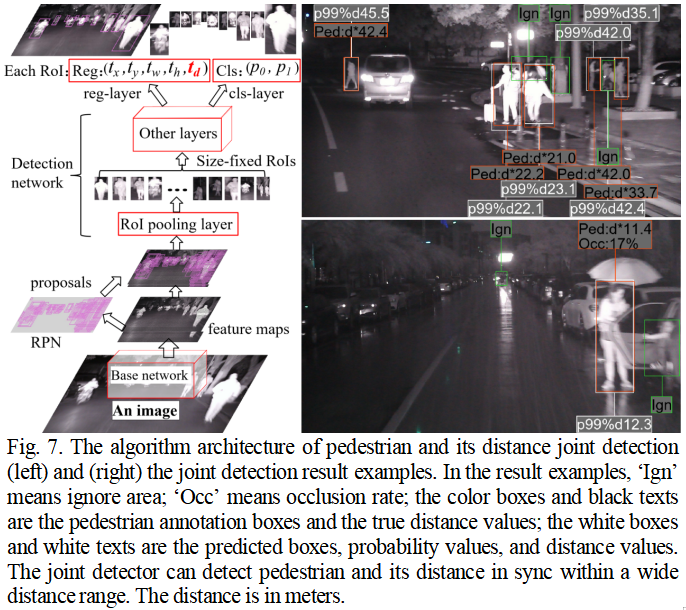 Each RoI: Reg:(tx,ty,tw,th,td) Cls:(p0, p1)
reg-layer cls-layer
Other layers
Detection network
Size-fixed RoIs
RoI pooling layer
proposals
RPN
feature maps
Base network
An image
p99%d45.5
Ped:d*42.4
Ign
Ign
p99%d35.1
p99%d42.0
Ign
Ped:d*21.0
Ped:d*22.2
Ped:d*42.0
p99%d23.1
Ped:d*33.7
p99%d22.1
p99%d42.4
Ign
Ped:d*11.4
Occ:17%
Ign
p99%d12.3
Fig. 7. The algorithm architecture of pedestrian and its distance joint detection
(left) and (right) the joint detection result examples. In the result examples, ‘Ign’
means ignore area; ‘Occ’ means occlusion rate; the color boxes and black texts
are the pedestrian annotation boxes and the true distance values; the white boxes
and white texts are the predicted boxes, probability values, and distance values.
The joint detector can detect pedestrian and its distance in sync within a wide
distance range. The distance is in meters.